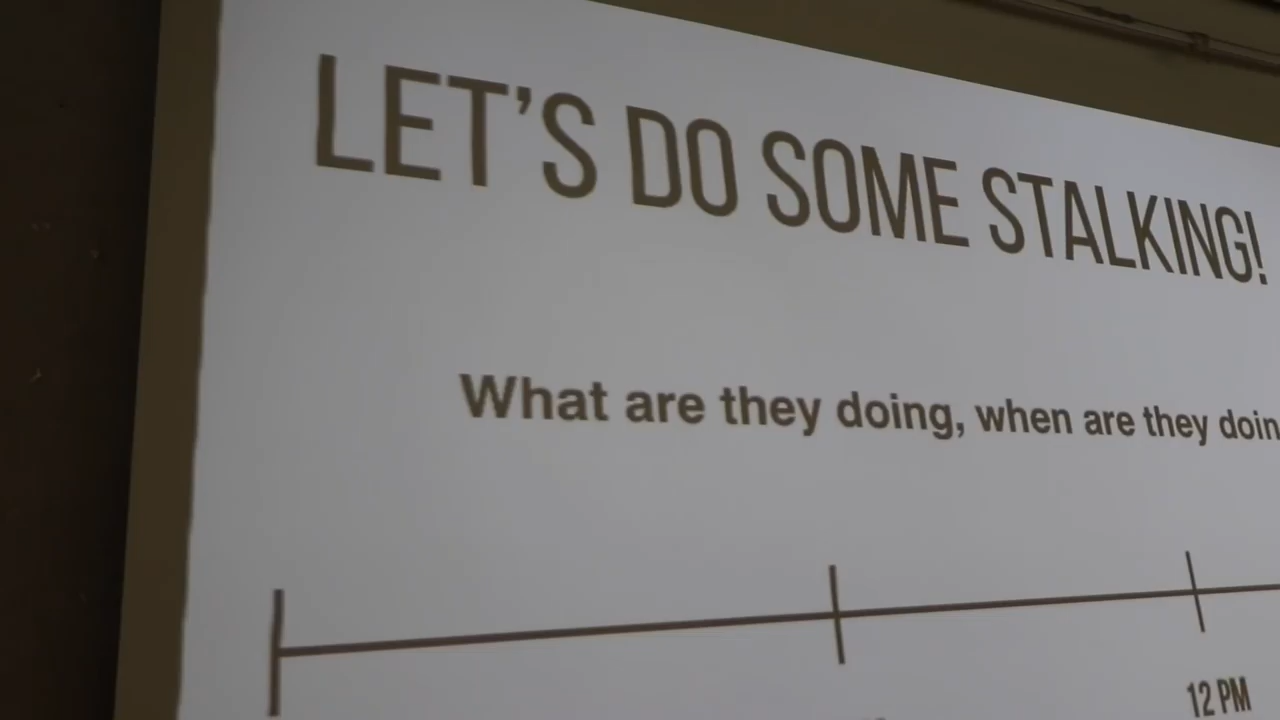 LET'S DO SOME STALKING!
What are they doing, when are they doin
12 PM